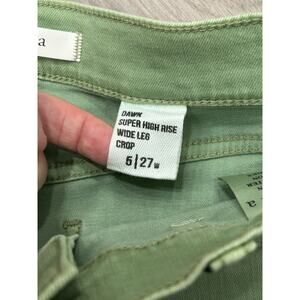 a
DAWN
SUPER HIGH RISE
WIDE LEG
CROP
6|27W